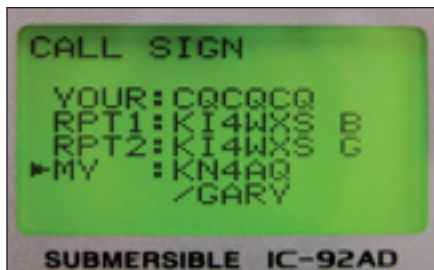 CALL SIGN
YOUR:CQCQCQ
RPT1:KI4WXS B
RPT2:KI4WXS G
►MY :KN4AQ
/GARY
SUBMERSIBLE IC-92AD